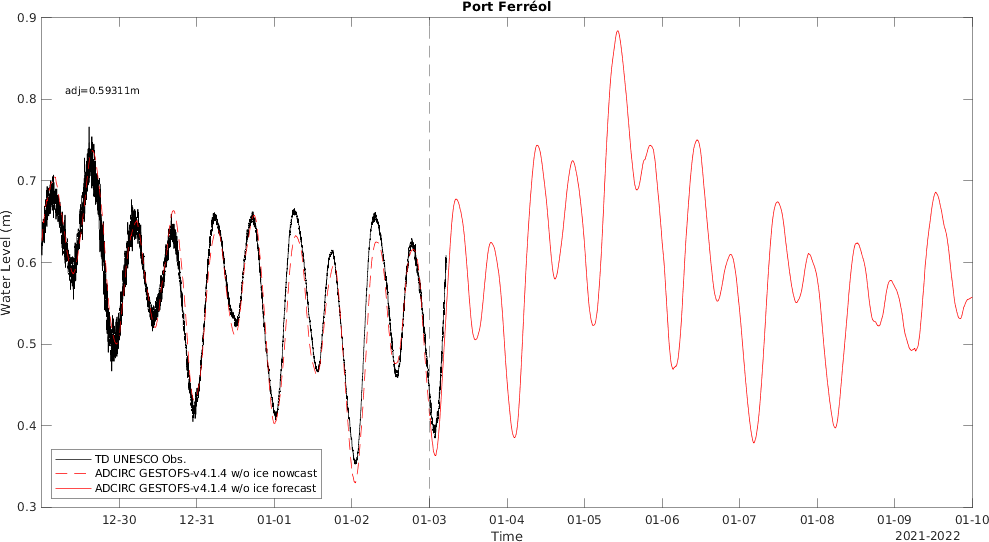 Port Ferréol
0.9
0.8
0.7
0.6
0.5
0.4
0.3
Water Level (m)
adj=0.59311m
TD UNESCO Obs.
ADCIRC GESTOFS-v4.1.4 w/o ice nowcast
ADCIRC GESTOFS-v4.1.4 w/o ice forecast
12-30 12-31 01-01 01-02 01-03 01-04 01-05 01-06 01-07 01-08 01-09 01-10
Time
2021-2022